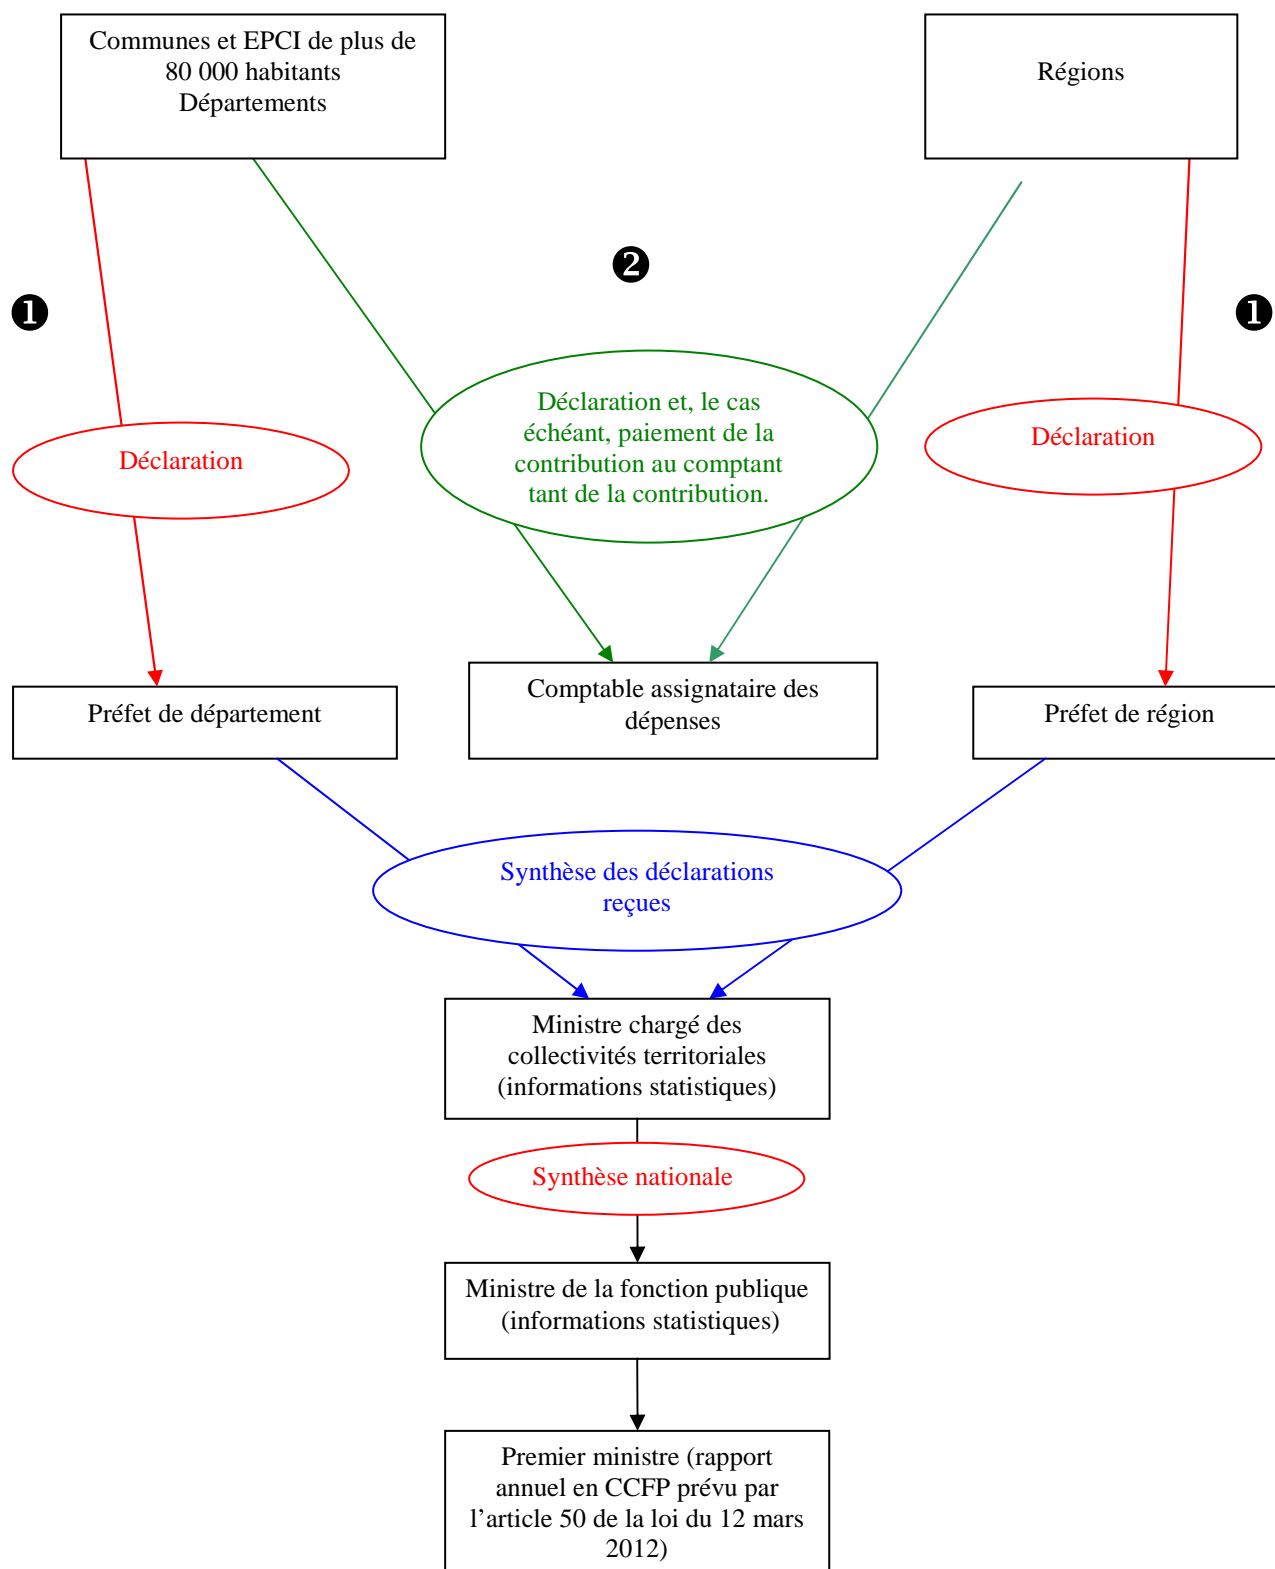 Communes et EPCI de plus de
80 000 habitants
Départements
Régions
❷
❶
❶
Déclaration et, le cas
échéant, paiement de la
contribution au comptant
tant de la contribution.
Déclaration
Déclaration
Préfet de département
Comptable assignataire des
dépenses
Préfet de région
Synthèse des déclarations
reçues
Ministre chargé des
collectivités territoriales
(informations statistiques)
Synthèse nationale
Ministre de la fonction publique
(informations statistiques)
Premier ministre (rapport
annuel en CCFP prévu par
l’article 50 de la loi du 12 mars
2012)